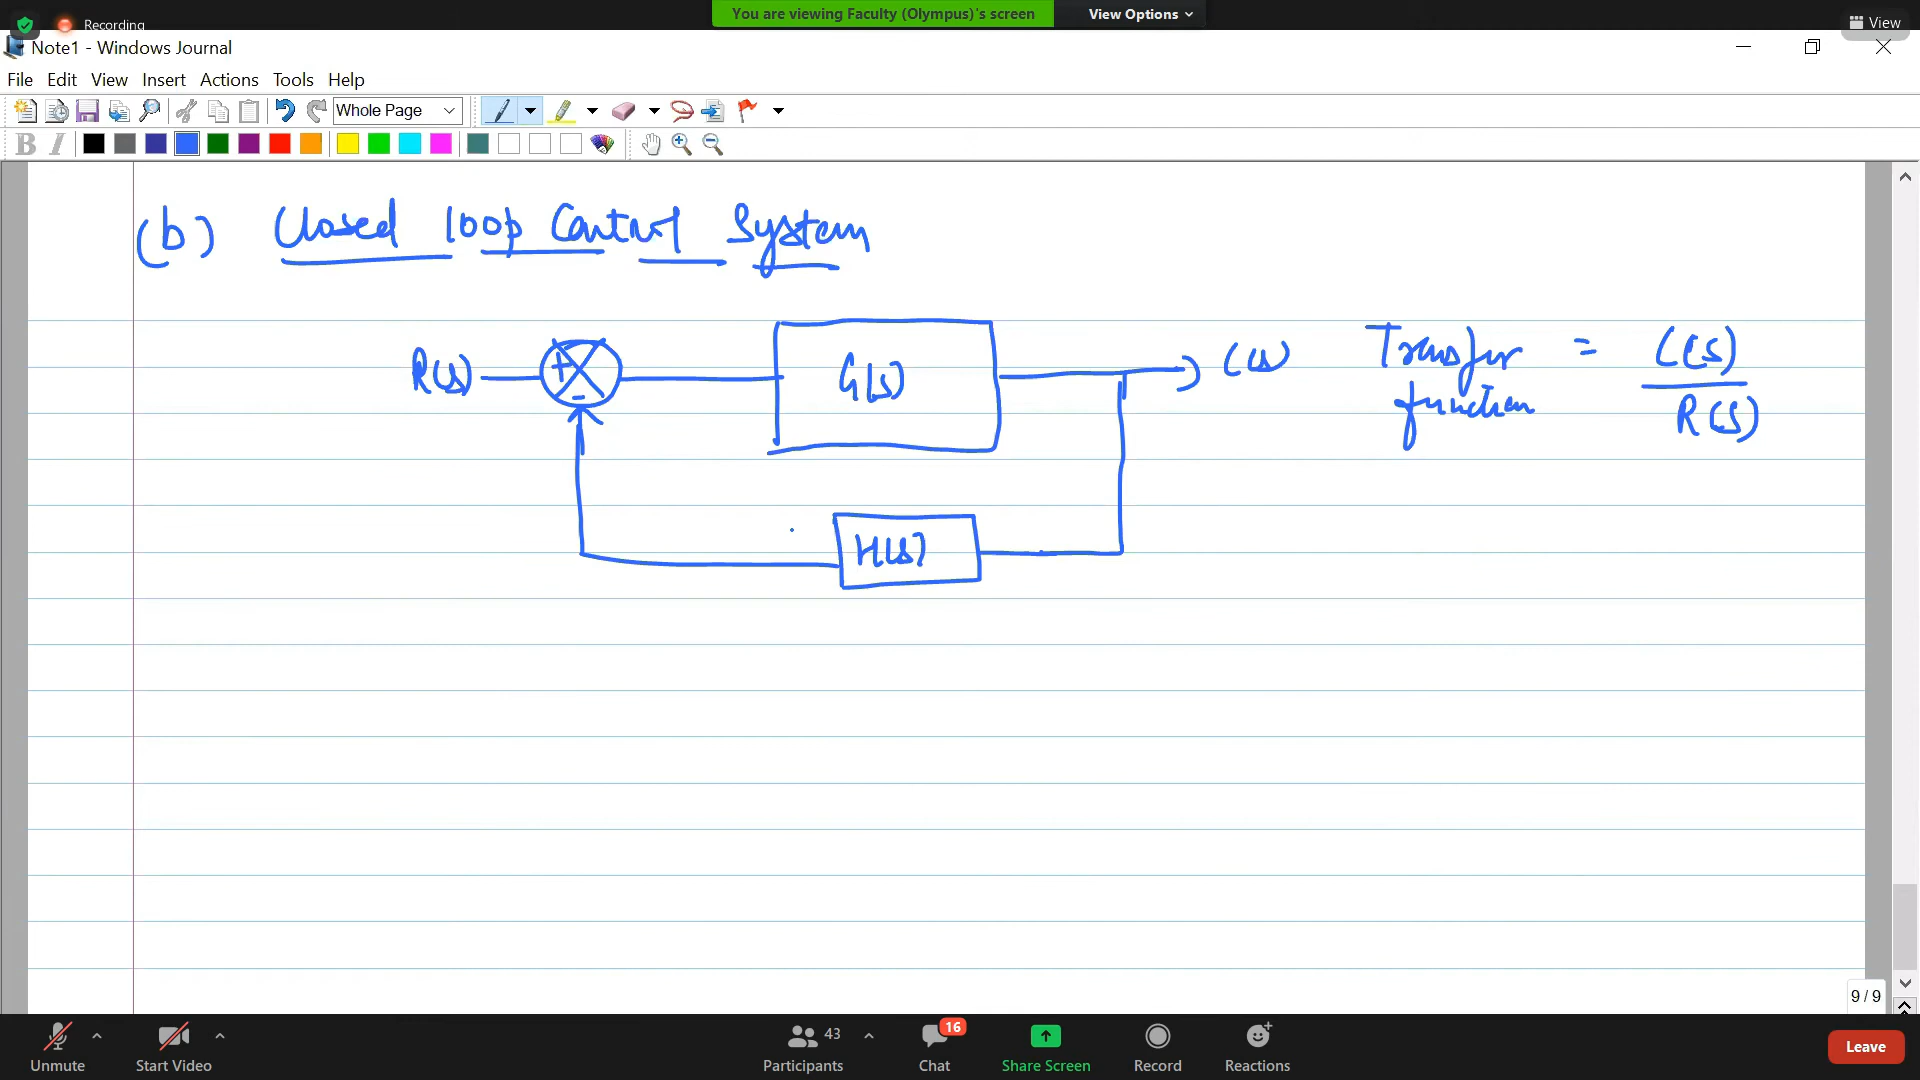 You are viewing Faculty (Olympus)'s screen View Options
Recording
View
Note1 - Windows Journal
File Edit View Insert Actions Tools Help
Whole Page
B I
(b) Closed loop Control System
R(s) + - G(s) C(s)
Transfer function = C(s) / R(s)
H(s)
9 / 9
Unmute Start Video Participants 43 Chat 16 Share Screen Record Reactions Leave